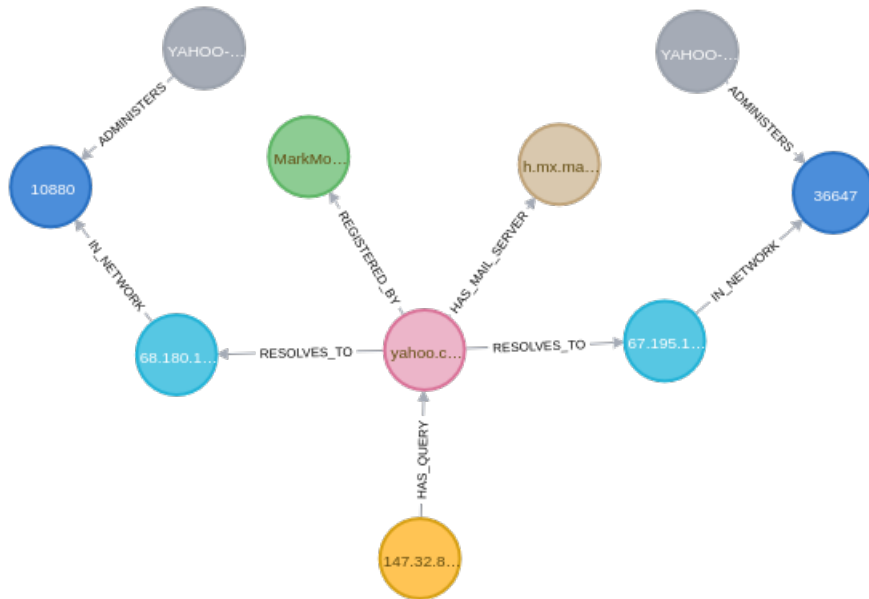 YAHOO-...
YAHOO-...
ADMINISTERS
ADMINISTERS
MarkMo...
h.mx.ma...
10880
36647
REGISTERED_BY
HAS_MAIL_SERVER
IN_NETWORK
IN_NETWORK
68.180.1...
RESOLVES_TO
yahoo.c...
RESOLVES_TO
67.195.1...
HAS_QUERY
147.32.8...